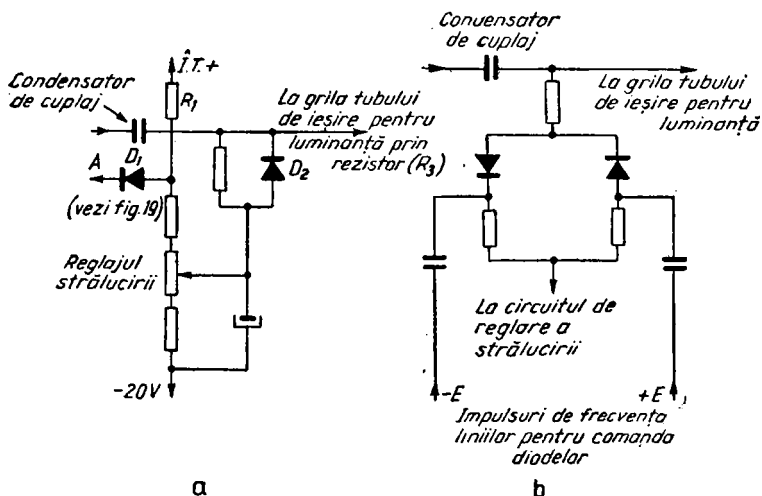 Î.T.+
Condensator
de cuplaj
R1
La grila tubului
de ieșire pentru
luminanță prin
rezistor (R3)
A
D1
D2
(vezi fig.19)
Reglajul
strălucirii
-20V
a
Conuensator
de cuplaj
La grila tubului
de ieșire pentru
luminanță
La circuitul de
reglare a
strălucirii
-E
+E
Impulsuri de frecvența
liniilor pentru comanda
diodelor
b